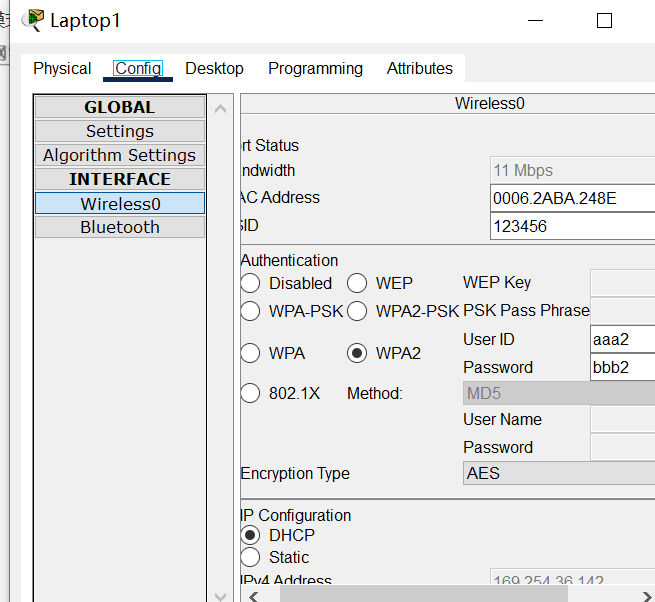 Laptop1
Physical Config Desktop Programming Attributes
GLOBAL
Settings
Algorithm Settings
INTERFACE
Wireless0
Bluetooth
Wireless0
rt Status
ndwidth 11 Mbps
AC Address 0006.2ABA.248E
SID 123456
Authentication
Disabled WEP WEP Key
WPA-PSK WPA2-PSK PSK Pass Phrase
User ID aaa2
WPA WPA2
Password bbb2
802.1X Method: MD5
User Name
Password
Encryption Type AES
IP Configuration
DHCP
Static
IPv4 Address 169.254.36.142